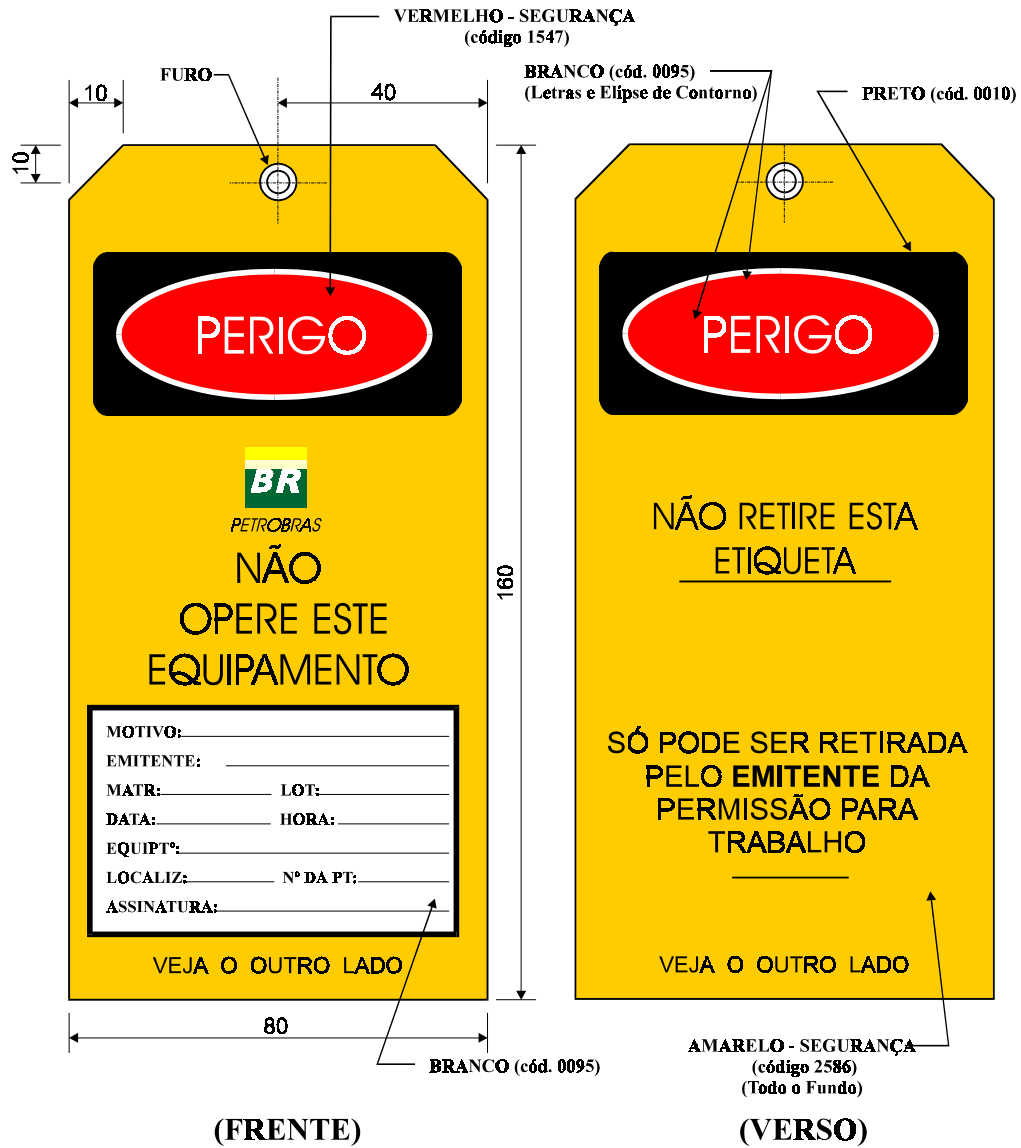 VERMELHO - SEGURANÇA
(código 1547)
FURO
BRANCO (cód. 0095)
(Letras e Elipse de Contorno)
PRETO (cód. 0010)
10
40
10
PERIGO
BR
PETROBRAS
NÃO
OPERE ESTE
EQUIPAMENTO
MOTIVO:
EMITENTE:
MATR: LOT:
DATA: HORA:
EQUIPTº:
LOCALIZ: Nº DA PT:
ASSINATURA:
VEJA O OUTRO LADO
160
80
BRANCO (cód. 0095)
(FRENTE)
PERIGO
NÃO RETIRE ESTA
ETIQUETA
SÓ PODE SER RETIRADA
PELO EMITENTE DA
PERMISSÃO PARA
TRABALHO
VEJA O OUTRO LADO
AMARELO - SEGURANÇA
(código 2586)
(Todo o Fundo)
(VERSO)